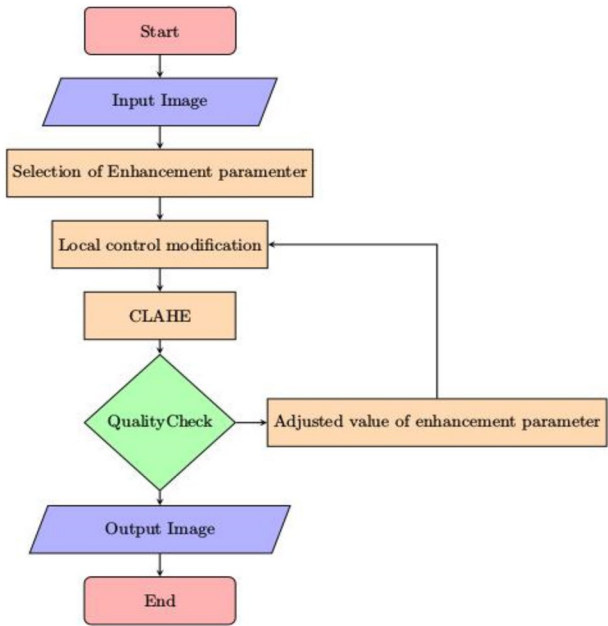 Start
Input Image
Selection of Enhancement paramenter
Local control modification
CLAHE
QualityCheck
Adjusted value of enhancement parameter
Output Image
End